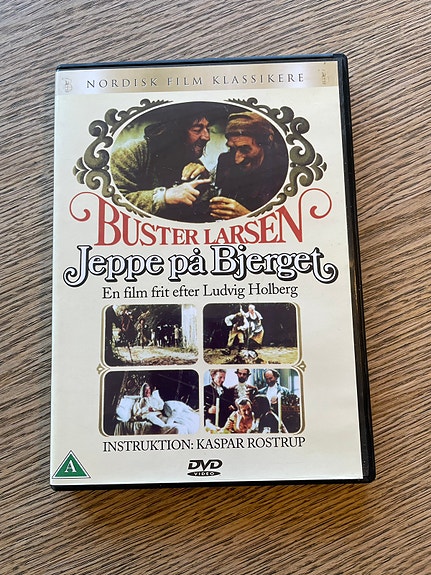 NORDISK FILM KLASSIKERE
BUSTER LARSEN
Jeppe på Bjerget
En film frit efter Ludvig Holberg
INSTRUKTION: KASPAR ROSTRUP
A
DVD
VIDEO